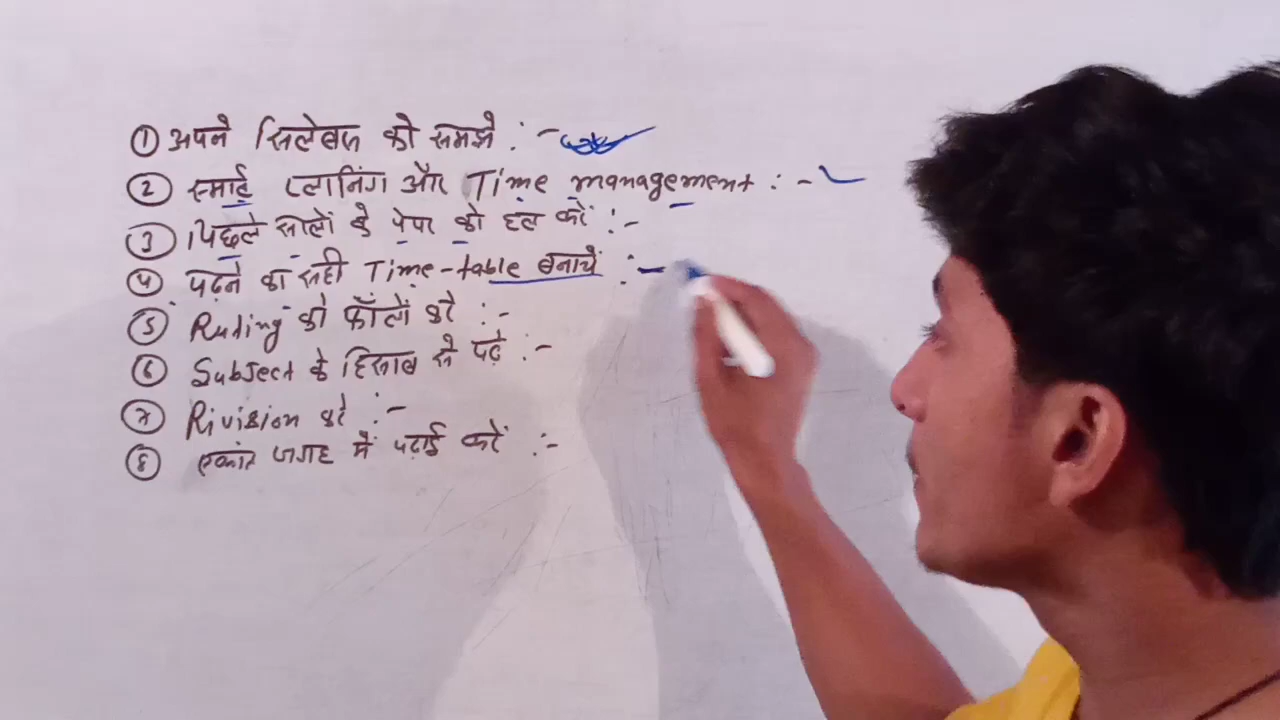 ① अपने सिलेबस को समझे :-
② स्मार्ट प्लानिंग और Time management :-
③ पिछले सालों के पेपर को हल करें :-
④ पढ़ने का सही Time-table बनायें :-
⑤ Ruding को फॉलों करे :-
⑥ Subject के हिसाब से पढ़े :-
⑦ Rivision करे :-
⑧ एकांत जगह में पढ़ाई करें :-